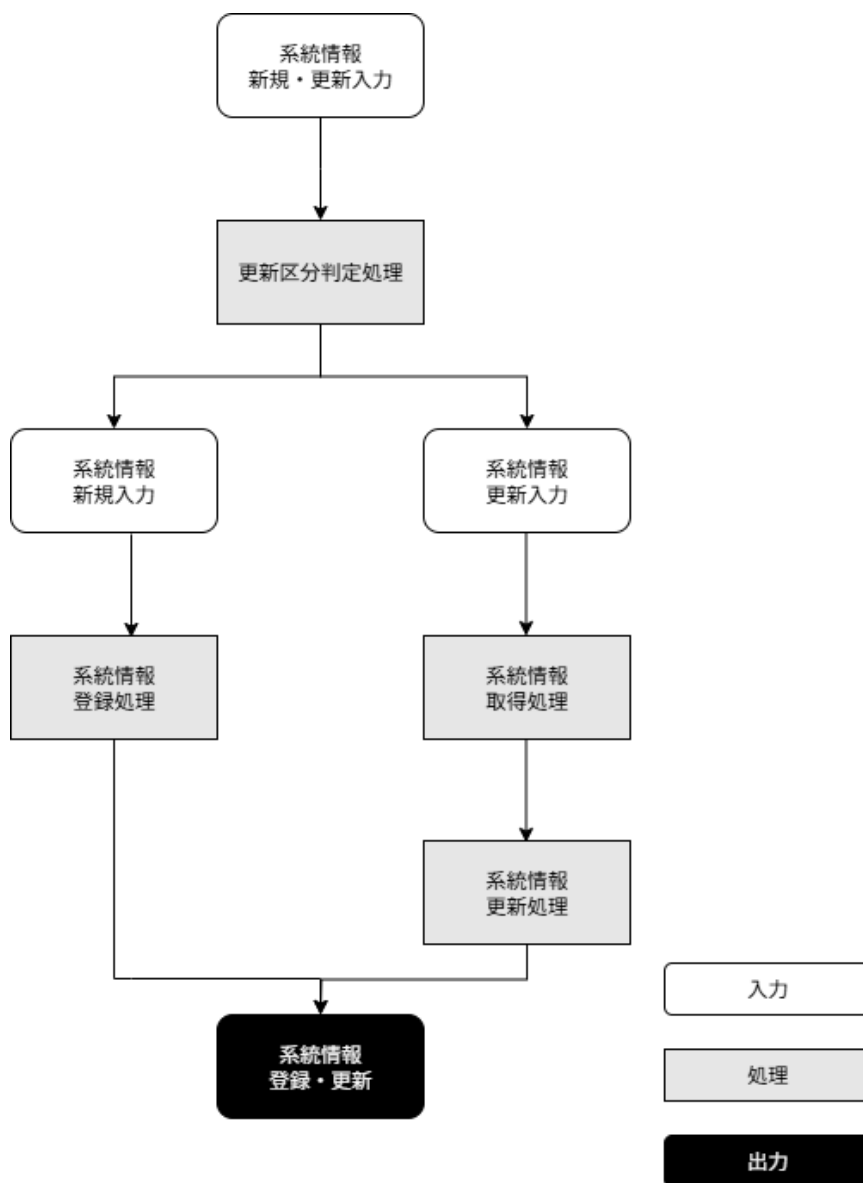 系統情報
新規・更新入力
更新区分判定処理
系統情報
新規入力
系統情報
更新入力
系統情報
登録処理
系統情報
取得処理
系統情報
更新処理
系統情報
登録・更新
入力
処理
出力